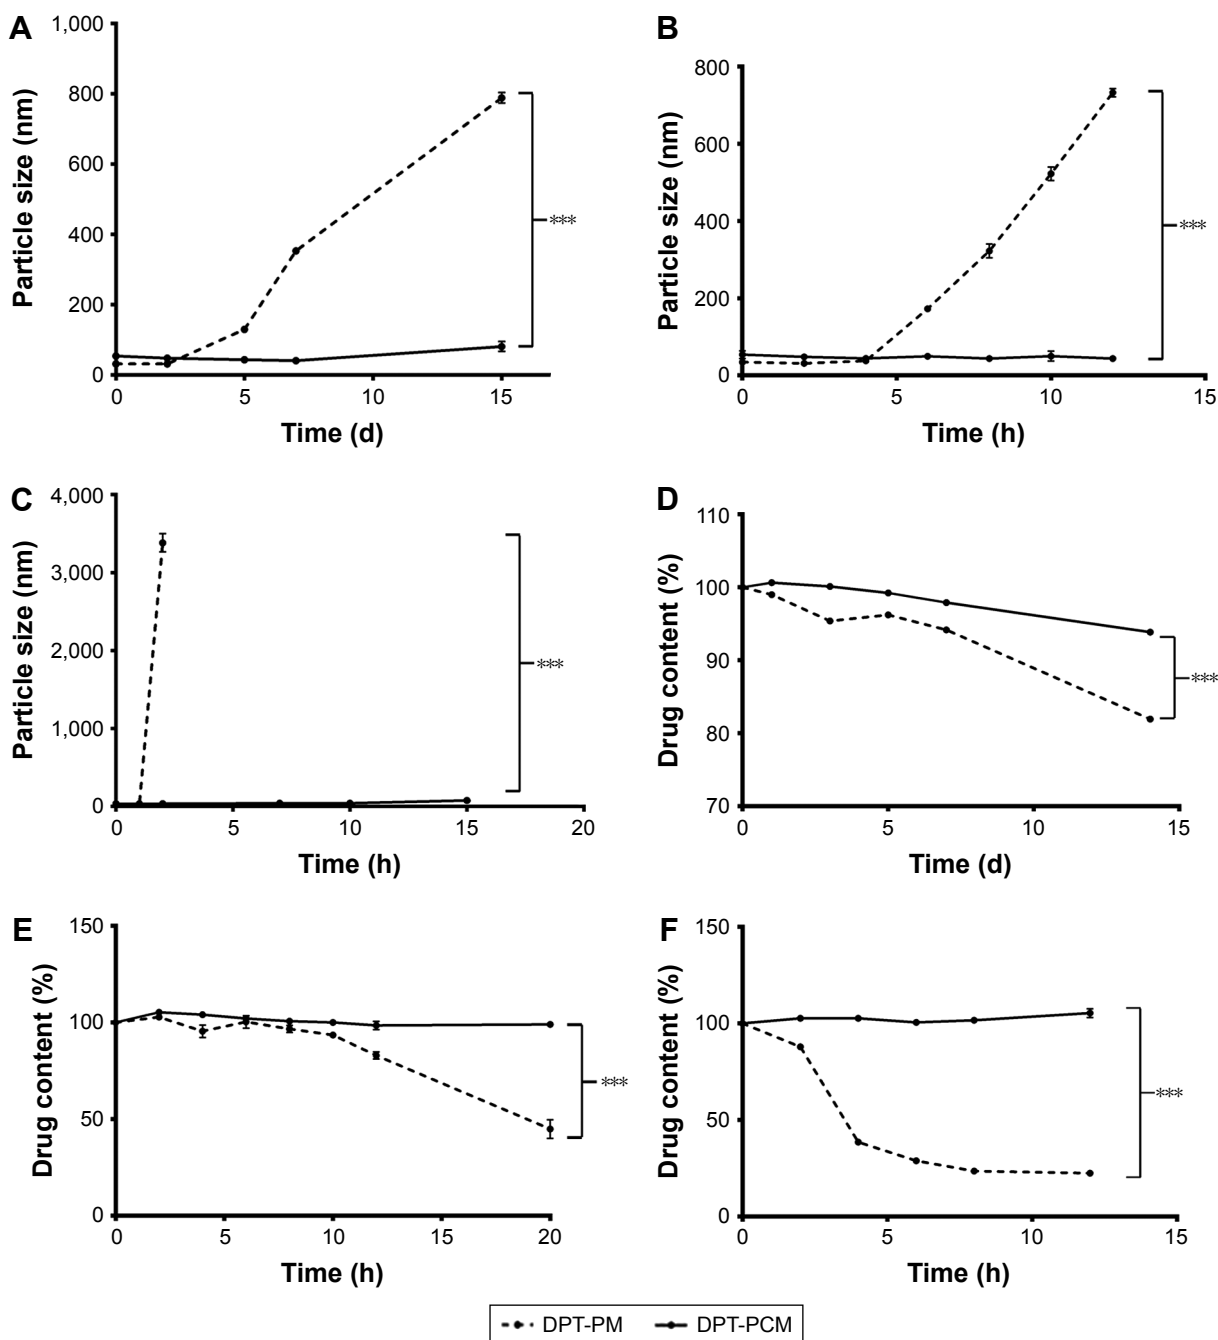 A
Particle size (nm)
1,000
800
600
400
200
0
0 5 10 15
Time (d)
***
B
Particle size (nm)
800
600
400
200
0
0 5 10 15
Time (h)
***
C
Particle size (nm)
4,000
3,000
2,000
1,000
0
0 5 10 15 20
Time (h)
***
D
Drug content (%)
110
100
90
80
70
0 5 10 15
Time (d)
***
E
Drug content (%)
150
100
50
0
0 5 10 15 20
Time (h)
***
F
Drug content (%)
150
100
50
0
0 5 10 15
Time (h)
***
DPT-PM DPT-PCM